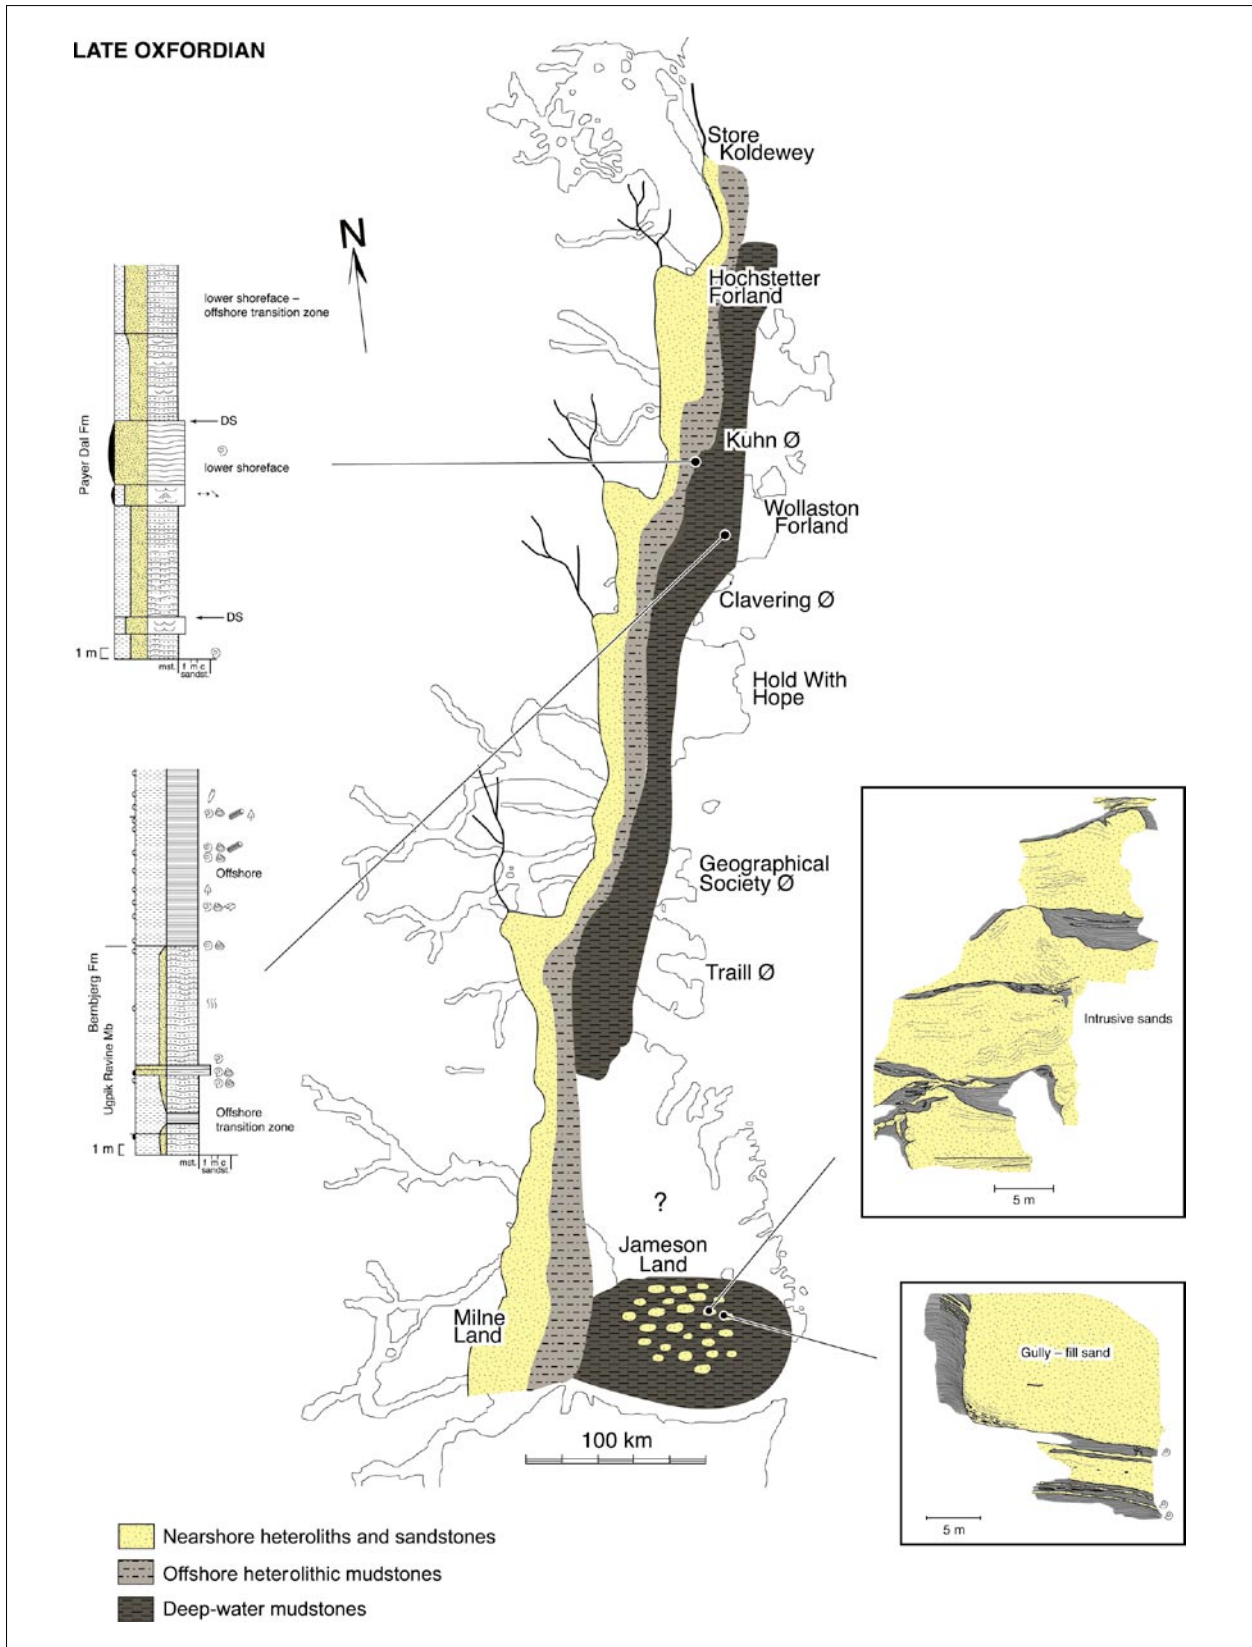 LATE OXFORDIAN
Store
Koldewey
N
Hochstetter
Forland
lower shoreface –
offshore transition zone
DS
Payer Dal Fm
lower shoreface
Kuhn Ø
Wollaston
Forland
Clavering Ø
DS
1 m
mst.
f m c
sandst.
Hold With
Hope
Offshore
Geographical
Society Ø
Traill Ø
Bernbjerg Fm
Ugpik Ravine Mb
Offshore
transition zone
1 m
mst.
f m c
sandst.
Intrusive sands
5 m
?
Jameson
Land
Milne
Land
Gully – fill sand
5 m
100 km
Nearshore heteroliths and sandstones
Offshore heterolithic mudstones
Deep-water mudstones